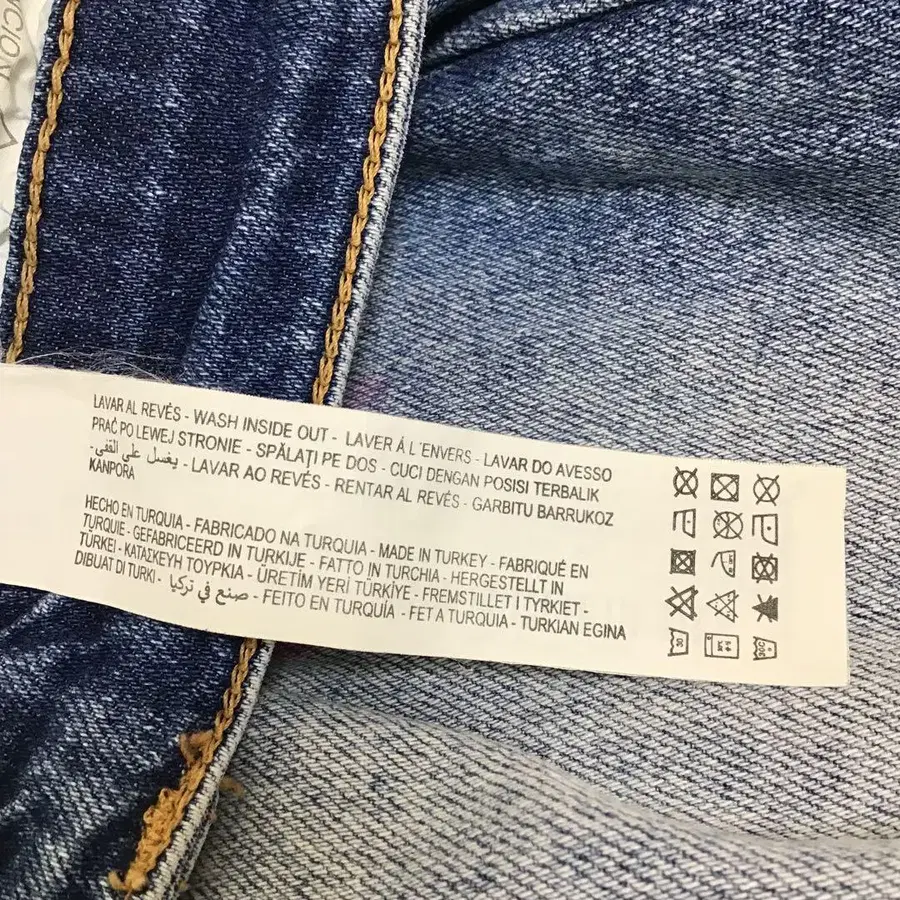 LAVAR AL REVÉS - WASH INSIDE OUT - LAVER Á L´ENVERS - LAVAR DO AVESSO
PRAĆ PO LEWEJ STRONIE - SPĂLAȚI PE DOS - CUCI DENGAN POSISI TERBALIK
يغسل على القفى - LAVAR AO REVÉS - RENTAR AL REVÉS - GARBITU BARRUKOZ
KANPORA
HECHO EN TURQUIA - FABRICADO NA TURQUIA - MADE IN TURKEY - FABRIQUÉ EN
TURQUIE - GEFABRICEERD IN TURKIJE - FATTO IN TURCHIA - HERGESTELLT IN
TÜRKEI - ΚΑΤΑΣΚΕΥΗ ΤΟΥΡΚΙΑ - ÜRETİM YERİ TÜRKİYE - FREMSTILLET I TYRKIET -
DIBUAT DI TURKI - صنع في تركيا - FEITO EN TURQUÍA - FET A TURQUIA - TURKIAN EGINA